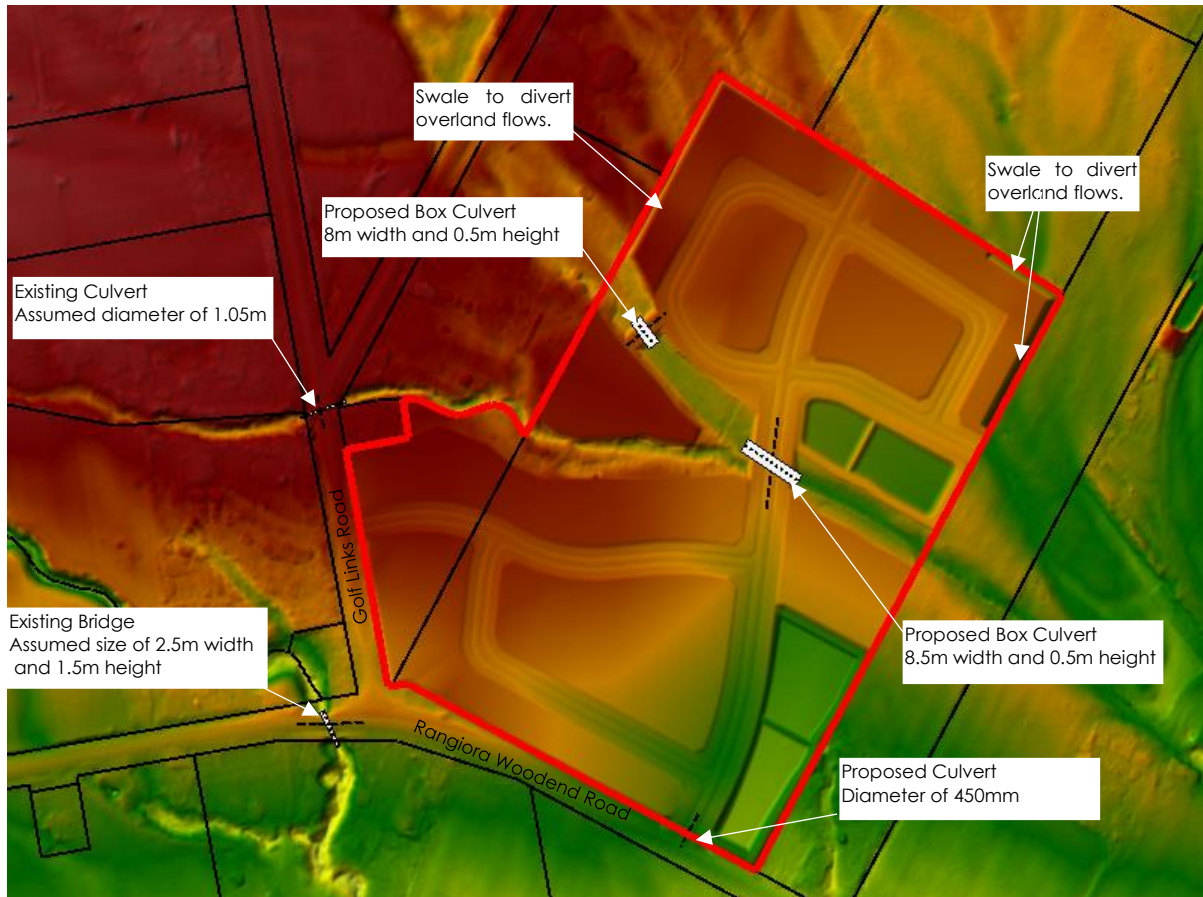 Swale to divert
overland flows.
Swale to divert
overland flows.
Proposed Box Culvert
8m width and 0.5m height
Existing Culvert
Assumed diameter of 1.05m
Golf Links Road
Existing Bridge
Assumed size of 2.5m width
and 1.5m height
Proposed Box Culvert
8.5m width and 0.5m height
Rangiora Woodend Road
Proposed Culvert
Diameter of 450mm